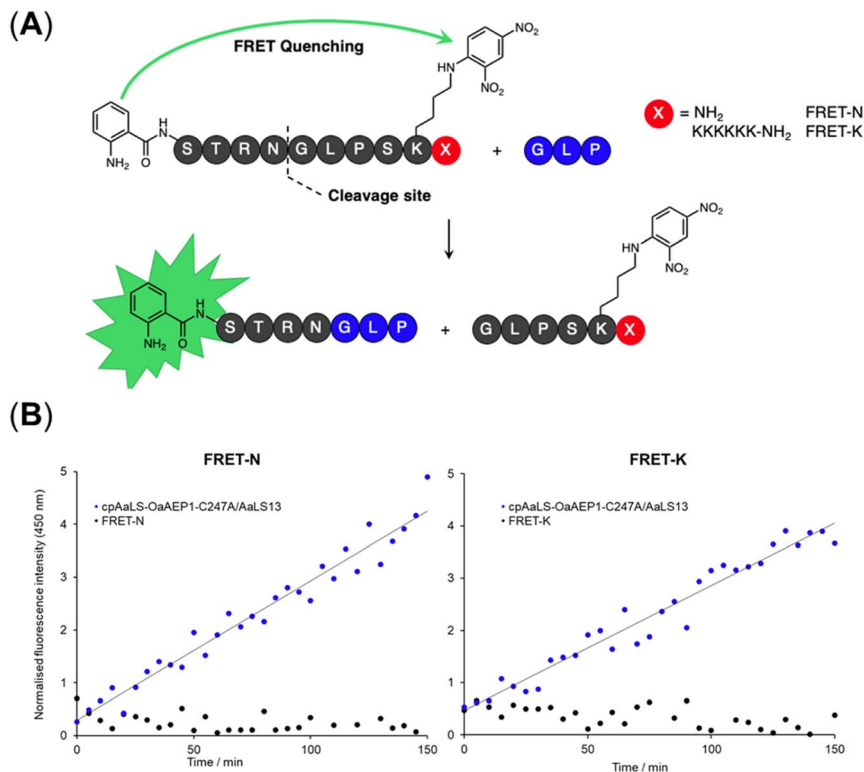 (A)
FRET Quenching
NO₂
HN
NO₂
H
N
NH₂
O
S T R N G L P S K X + G L P
X = NH₂ FRET-N
KKKKKK-NH₂ FRET-K
Cleavage site
NO₂
HN
NO₂
H
N
NH₂
O
S T R N G L P + G L P S K X
(B)
FRET-N
Normalised fluorescence intensity (450 nm)
5
4
3
2
1
0
cpAaLS-OaAEP1-C247A/AaLS13
FRET-N
0 50 100 150
Time / min
FRET-K
5
4
3
2
1
0
cpAaLS-OaAEP1-C247A/AaLS13
FRET-K
0 50 100 150
Time / min